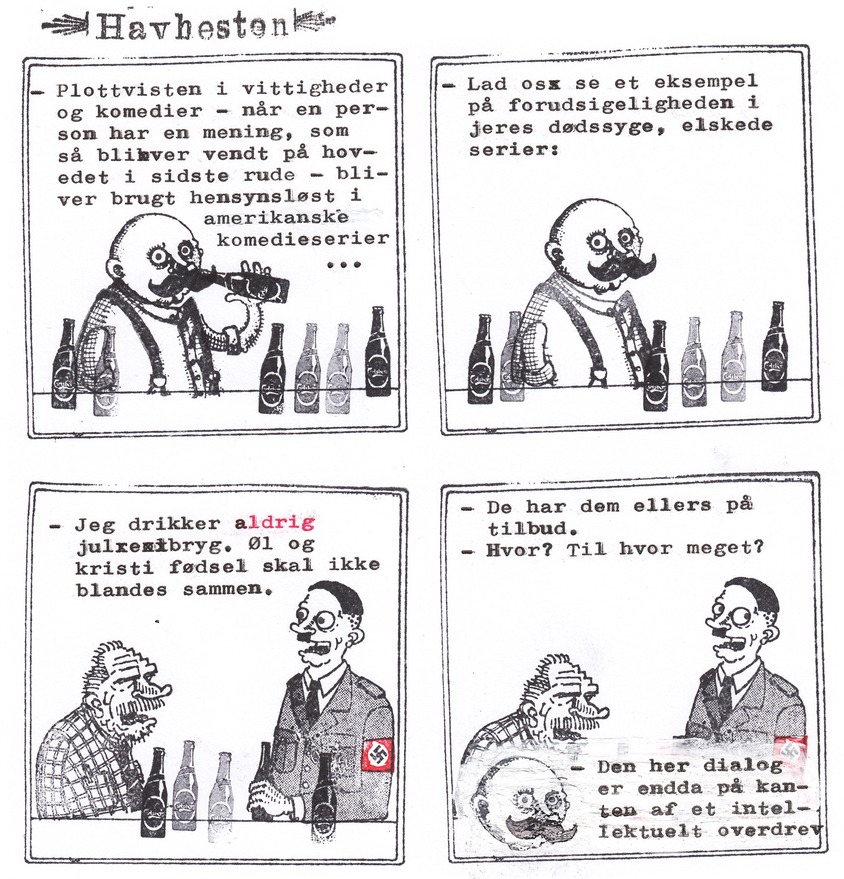 Havhesten
- Plottvisten i vittigheder
og komedier - når en per-
son har en mening, som
så bliver vendt på hov-
edet i sidste rude - bli-
ver brugt hensynsløst i
amerikanske
komedieserier
...
- Lad osx se et eksempel
på forudsigeligheden i
jeres dødssyge, elskede
serier:
- Jeg drikker aldrig
bryg. Øl og
kristi fødsel skal ikke
blandes sammen.
- De har dem ellers på
tilbud.
- Hvor? Til hvor meget?
- Den her dialog
er endda på kan-
ten af et intel-
lektuelt overdrev